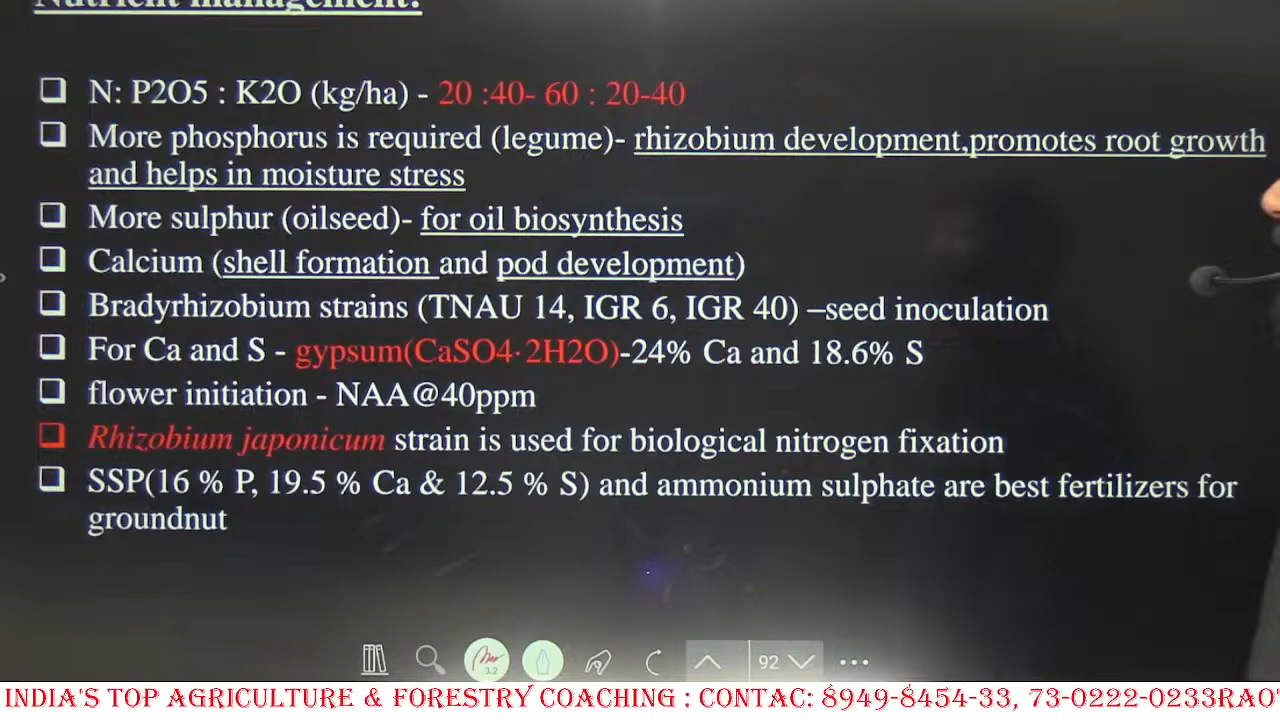 Nutrient management:
❑ N: P2O5 : K2O (kg/ha) - 20 :40- 60 : 20-40
❑ More phosphorus is required (legume)- rhizobium development,promotes root growth
and helps in moisture stress
❑ More sulphur (oilseed)- for oil biosynthesis
❑ Calcium (shell formation and pod development)
❑ Bradyrhizobium strains (TNAU 14, IGR 6, IGR 40) –seed inoculation
❑ For Ca and S - gypsum(CaSO4·2H2O)-24% Ca and 18.6% S
❑ flower initiation - NAA@40ppm
❑ Rhizobium japonicum strain is used for biological nitrogen fixation
❑ SSP(16 % P, 19.5 % Ca & 12.5 % S) and ammonium sulphate are best fertilizers for
groundnut
3.2
92
INDIA'S TOP AGRICULTURE & FORESTRY COACHING : CONTAC: 8949-8454-33, 73-0222-0233RAO'